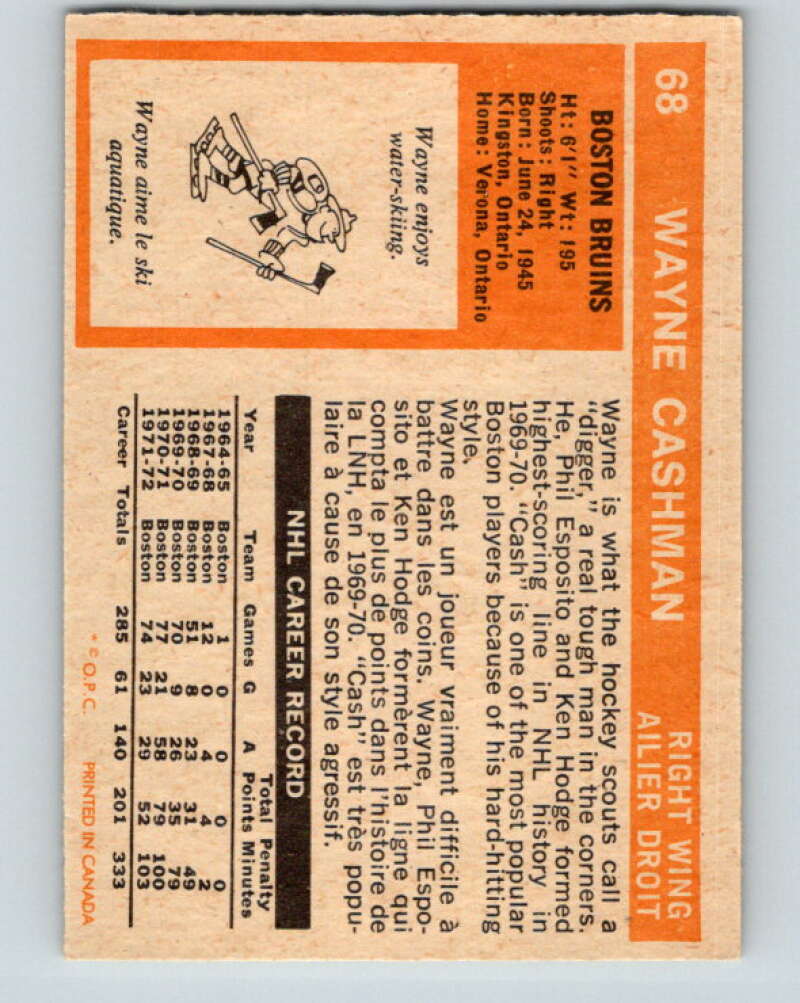 68 WAYNE CASHMAN RIGHT WING
AILIER DROIT
BOSTON BRUINS
Ht: 6'1" Wt: 195
Shoots: Right
Born: June 24, 1945
Kingston, Ontario
Home: Verona, Ontario
Wayne enjoys
water-skiing.
Wayne aime le ski
aquatique.
Wayne is what the hockey scouts call a
"digger," a real tough man in the corners.
He, Phil Esposito and Ken Hodge formed
highest-scoring line in NHL history in
1969-70. "Cash" is one of the most popular
Boston players because of his hard-hitting
style.
Wayne est un joueur vraiment difficile à
battre dans les coins. Wayne, Phil Espo-
sito et Ken Hodge formèrent la ligne qui
compta le plus de points dans l'histoire de
la LNH, en 1969-70. "Cash" est très popu-
laire à cause de son style agressif.
NHL CAREER RECORD
Total Penalty
Year Team Games G A Points Minutes
1964-65 Boston 1 0 0 0 0
1967-68 Boston 12 0 4 4 2
1968-69 Boston 51 8 23 31 49
1969-70 Boston 70 9 26 35 79
1970-71 Boston 77 21 58 79 100
1971-72 Boston 74 23 29 52 103
Career Totals 285 61 140 201 333
* © O.P.C. PRINTED IN CANADA